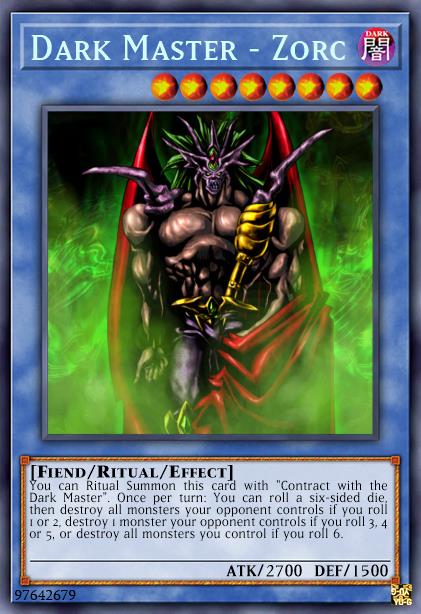 Dark Master - Zorc
DARK
闇
[Fiend/Ritual/Effect]
You can Ritual Summon this card with "Contract with the
Dark Master". Once per turn: You can roll a six-sided die,
then destroy all monsters your opponent controls if you roll
1 or 2, destroy 1 monster your opponent controls if you roll 3, 4
or 5, or destroy all monsters you control if you roll 6.
ATK/2700 DEF/1500
97642679